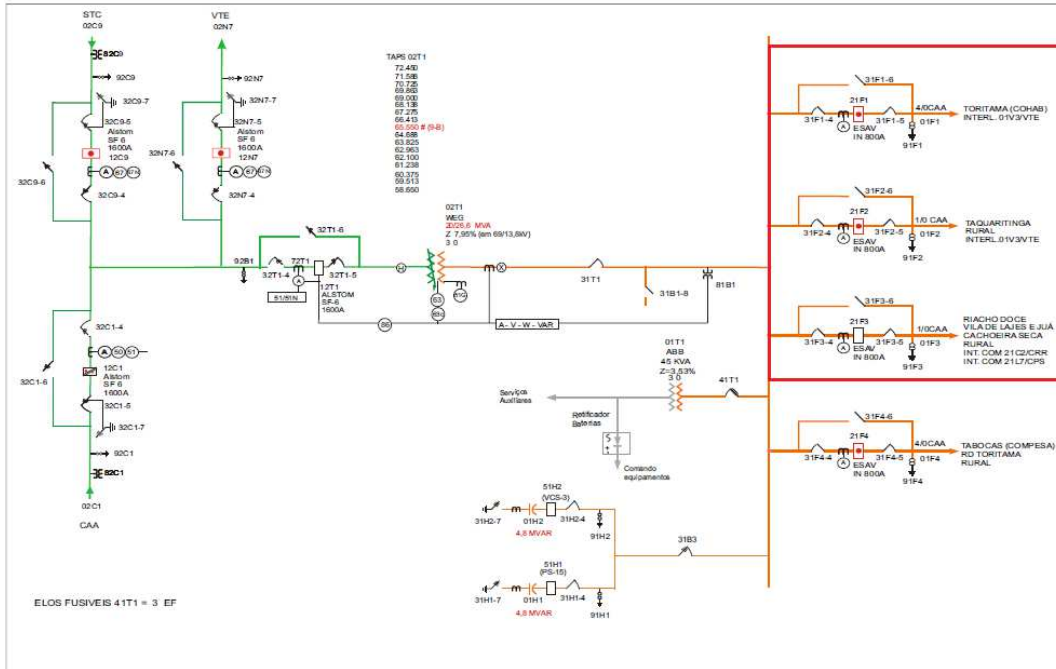 STC
02C9
S2C9
92C9
32C9-7
32C9-5
Alstom
SF 6
1600A
12C9
A 67 67N
32C9-6
32C9-4
VTE
02N7
92N7
32N7-7
32N7-5
Alstom
SF 6
1600A
12N7
32N7-6
A 67 67N
32N7-4
TAPS 02T1
72.450
71.588
70.725
69.863
69.000
68.138
67.275
66.413
65.550 # (9-B)
64.688
63.825
62.963
62.100
61.238
60.375
59.513
58.650
02T1
WEG
20/26,6 MVA
Z 7,95% (em 69/13,8kV)
3 0
92B1
32T1-6
32T1-4
72T1
32T1-5
A
12T1
ALSTOM
SF-6
1600A
51/51N
H
63
51G
X
86
A - V - W - VAR
31T1
31B1-8
81B1
32C1-4
A 50 51
32C1-6
12C1
Alstom
SF 6
1600A
32C1-5
32C1-7
92C1
S2C1
02C1
CAA
01T1
ABB
45 KVA
Z=3,53%
3 0
41T1
Serviços
Auxiliares
Retificador
Baterias
Comando
equipamentos
51H2
(VCS-3)
31H2-7
01H2
31H2-4
91H2
4,8 MVAR
31B3
51H1
(PS-15)
31H1-7
01H1
31H1-4
91H1
4,8 MVAR
ELOS FUSIVEIS 41T1 = 3 EF
31F1-6
21F1
4/0CAA
31F1-4
31F1-5
01F1
A
ESAV
IN 800A
91F1
TORITAMA (COHAB)
INTERL. 01V3/VTE
31F2-6
21F2
1/0 CAA
31F2-4
31F2-5
01F2
A
ESAV
IN 800A
91F2
TAQUARITINGA
RURAL
INTERL.01V3/VTE
31F3-6
21F3
1/0CAA
31F3-4
31F3-5
01F3
A
ESAV
IN 800A
91F3
RIACHO DOCE
VILA DE LAJES E JUÁ
CACHOEIRA SECA
RURAL
INT. COM 21C2/CRR
INT. COM 21L7/CPS
31F4-6
21F4
4/0CAA
31F4-4
31F4-5
01F4
A
ESAV
IN 800A
91F4
TABOCAS (COMPESA)
RD TORITAMA
RURAL